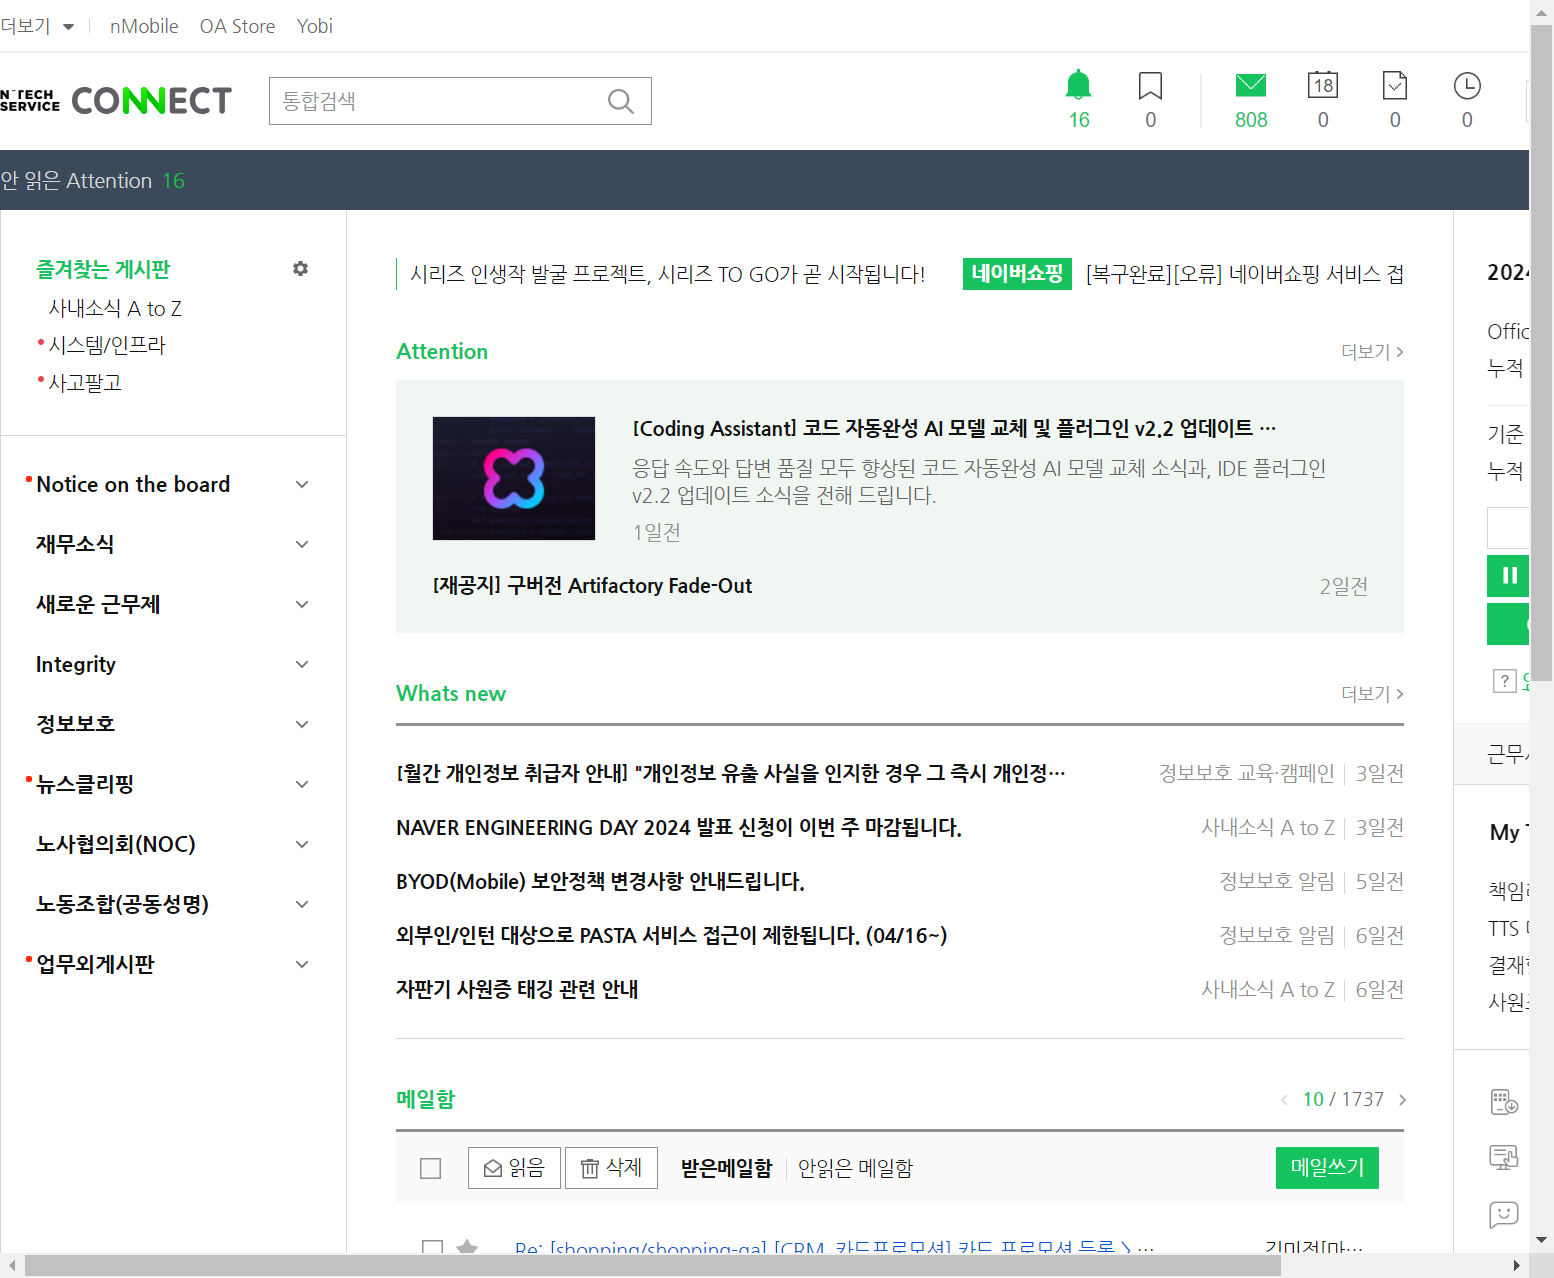 더보기 nMobile OA Store Yobi
N TECH SERVICE CONNECT 통합검색
18
16 0 808 0 0 0
안 읽은 Attention 16
즐겨찾는 게시판
사내소식 A to Z
시스템/인프라
사고팔고
Notice on the board
재무소식
새로운 근무제
Integrity
정보보호
뉴스클리핑
노사협의회(NOC)
노동조합(공동성명)
업무외게시판
시리즈 인생작 발굴 프로젝트, 시리즈 TO GO가 곧 시작됩니다! 네이버쇼핑 [복구완료][오류] 네이버쇼핑 서비스 접
Attention 더보기 >
[Coding Assistant] 코드 자동완성 AI 모델 교체 및 플러그인 v2.2 업데이트 …
응답 속도와 답변 품질 모두 향상된 코드 자동완성 AI 모델 교체 소식과, IDE 플러그인
v2.2 업데이트 소식을 전해 드립니다.
1일전
[재공지] 구버전 Artifactory Fade-Out 2일전
Whats new 더보기 >
[월간 개인정보 취급자 안내] "개인정보 유출 사실을 인지한 경우 그 즉시 개인정… 정보보호 교육·캠페인 3일전
NAVER ENGINEERING DAY 2024 발표 신청이 이번 주 마감됩니다. 사내소식 A to Z 3일전
BYOD(Mobile) 보안정책 변경사항 안내드립니다. 정보보호 알림 5일전
외부인/인턴 대상으로 PASTA 서비스 접근이 제한됩니다. (04/16~) 정보보호 알림 6일전
자판기 사원증 태깅 관련 안내 사내소식 A to Z 6일전
메일함 < 10 / 1737 >
읽음 삭제 받은메일함 안읽은 메일함 메일쓰기
Re: [shopping/shopping-qa] [CRM, 카드프로모션] 카드 프로모션 등록 > …
누적
기준
누적
?
My
TTS